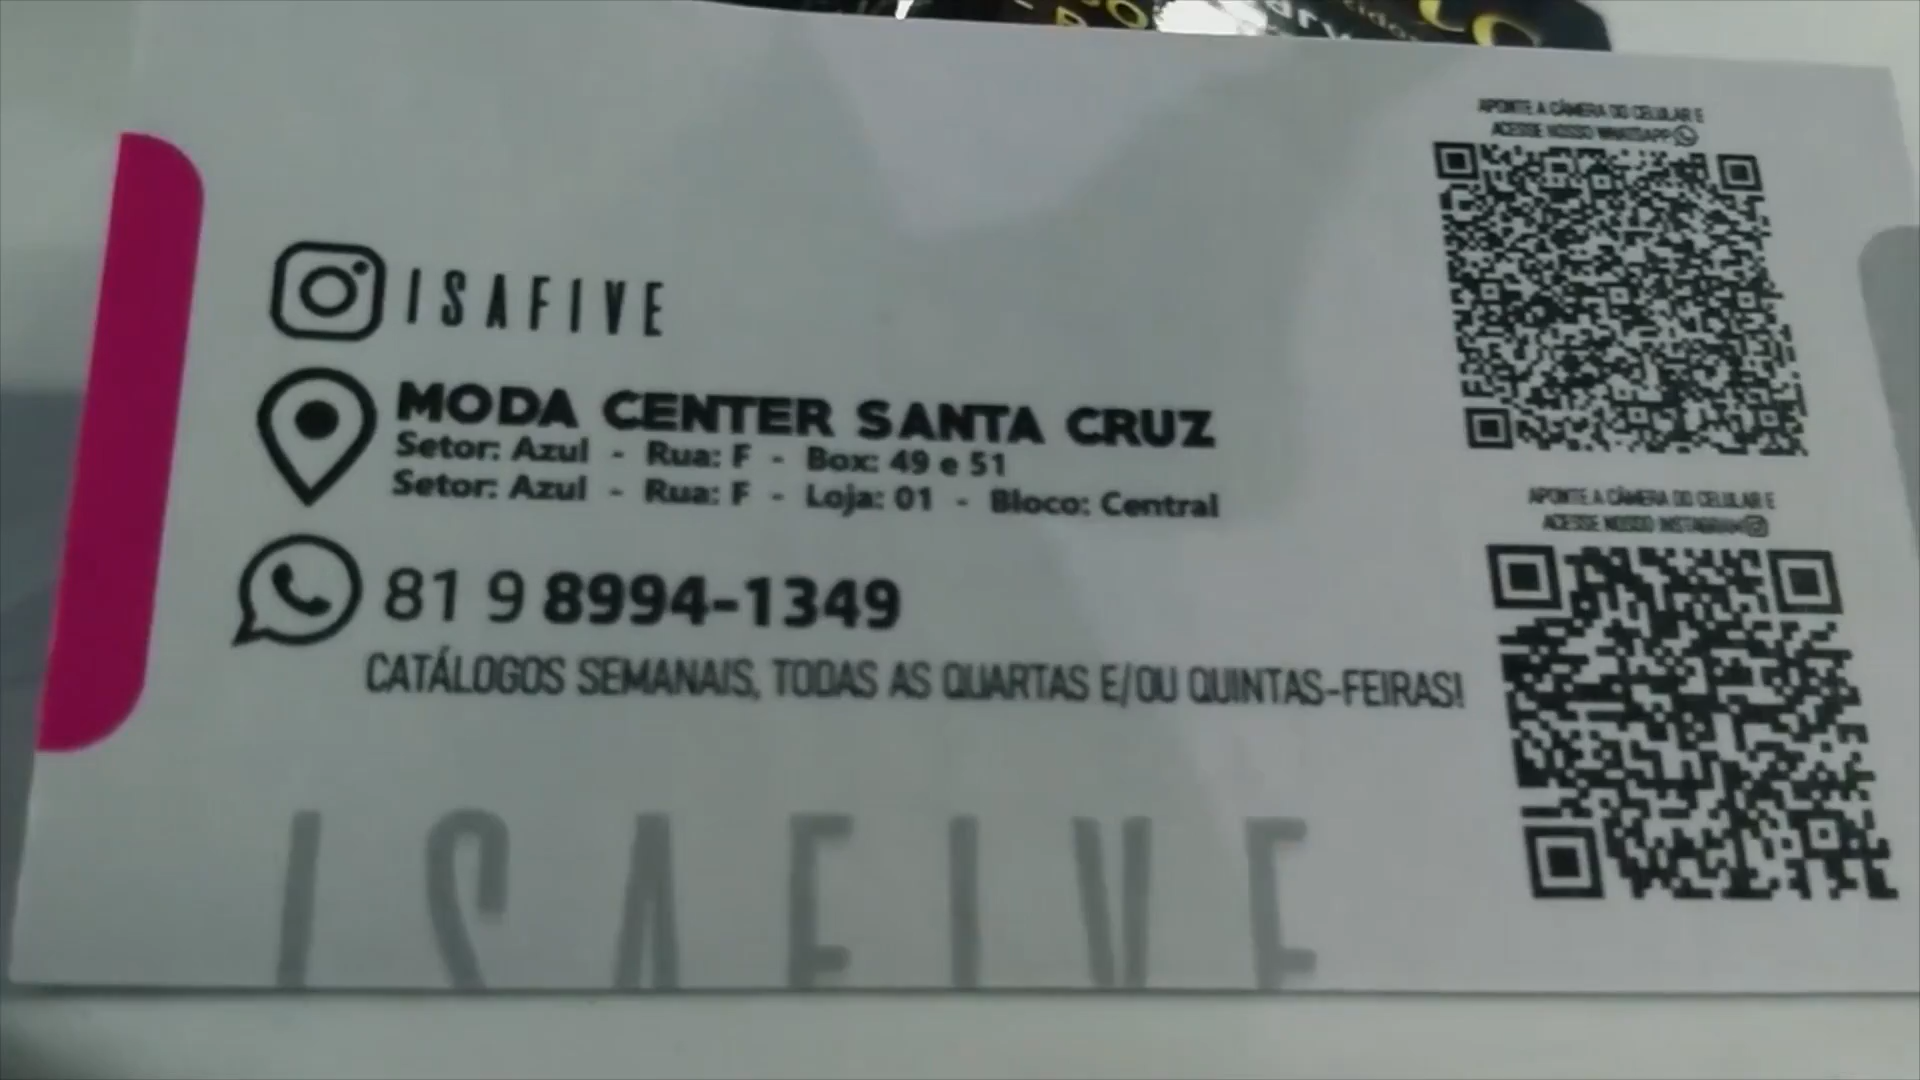 ISAFIVE
MODA CENTER SANTA CRUZ
Setor: Azul - Rua: F - Box: 49 e 51
Setor: Azul - Rua: F - Loja: 01 - Bloco: Central
81 9 8994-1349
CATÁLOGOS SEMANAIS, TODAS AS QUARTAS E/OU QUINTAS-FEIRAS!
APONTE A CÂMERA DO CELULAR E
ACESSE NOSSO WHATSAPP
APONTE A CÂMERA DO CELULAR E
ACESSE NOSSO INSTAGRAM
ISAFIVE